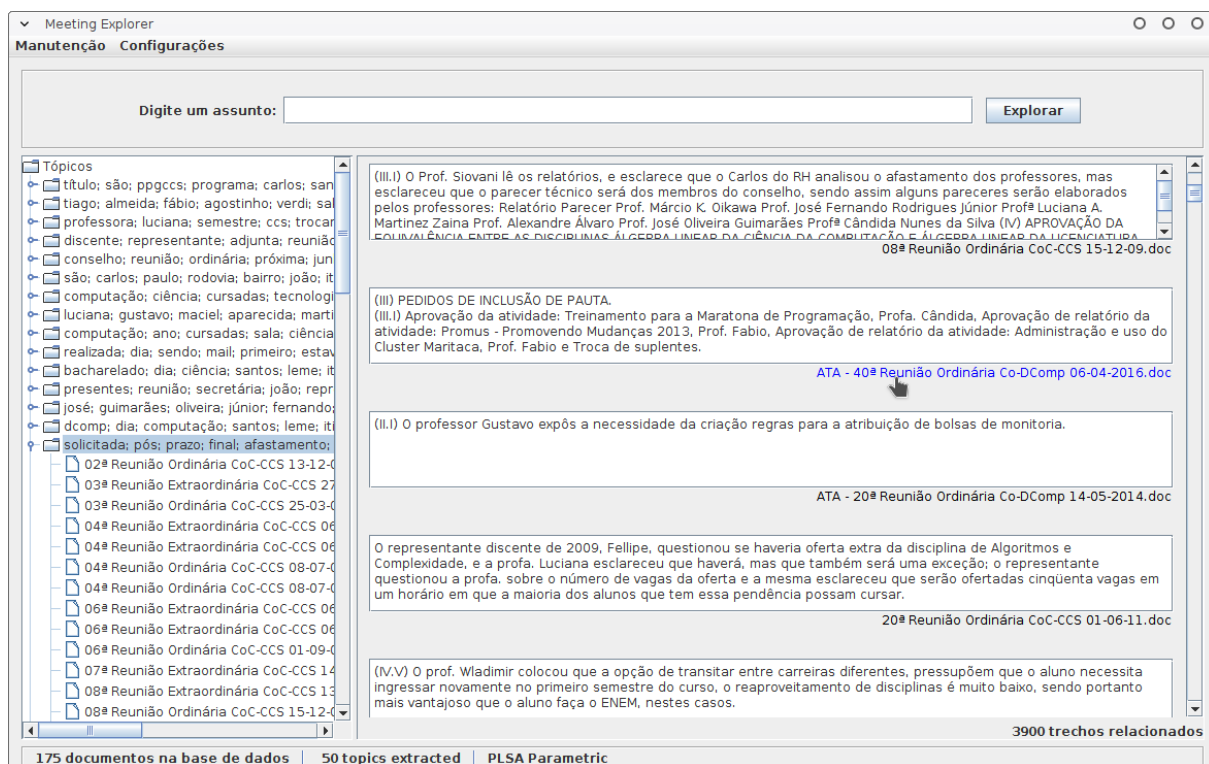 Meeting Explorer
Manutenção Configurações
Digite um assunto:
Explorar
Tópicos
título; são; ppgccs; programa; carlos; san
tiago; almeida; fábio; agostinho; verdi; sal
professora; luciana; semestre; ccs; trocar
discente; representante; adjunta; reunião
conselho; reunião; ordinária; próxima; jun
são; carlos; paulo; rodovia; bairro; joão; it
computação; ciência; cursadas; tecnologi
luciana; gustavo; maciel; aparecida; marti
computação; ano; cursadas; sala; ciência
realizada; dia; sendo; mail; primeiro; estav
bacharelado; dia; ciência; santos; leme; it
presentes; reunião; secretária; joão; repr
josé; guimarães; oliveira; júnior; fernando;
dcomp; dia; computação; santos; leme; iti
solicitada; pós; prazo; final; afastamento;
02ª Reunião Ordinária CoC-CCS 13-12-0
03ª Reunião Extraordinária CoC-CCS 27
03ª Reunião Ordinária CoC-CCS 25-03-0
04ª Reunião Extraordinária CoC-CCS 06
04ª Reunião Extraordinária CoC-CCS 06
04ª Reunião Ordinária CoC-CCS 08-07-0
04ª Reunião Ordinária CoC-CCS 08-07-0
06ª Reunião Extraordinária CoC-CCS 06
06ª Reunião Extraordinária CoC-CCS 06
06ª Reunião Ordinária CoC-CCS 01-09-0
07ª Reunião Extraordinária CoC-CCS 14
08ª Reunião Extraordinária CoC-CCS 13
08ª Reunião Ordinária CoC-CCS 15-12-0
(III.I) O Prof. Siovani lê os relatórios, e esclarece que o Carlos do RH analisou o afastamento dos professores, mas
esclareceu que o parecer técnico será dos membros do conselho, sendo assim alguns pareceres serão elaborados
pelos professores: Relatório Parecer Prof. Márcio K. Oikawa Prof. José Fernando Rodrigues Júnior Profª Luciana A.
Martinez Zaina Prof. Alexandre Álvaro Prof. José Oliveira Guimarães Profª Cândida Nunes da Silva (IV) APROVAÇÃO DA
EQUIVALÊNCIA ENTRE AS DISCIPLINAS ÁLGEBRA LINEAR DA CIÊNCIA DA COMPUTAÇÃO E ÁLGEBRA LINEAR DA LICENCIATURA
08ª Reunião Ordinária CoC-CCS 15-12-09.doc
(III) PEDIDOS DE INCLUSÃO DE PAUTA.
(III.I) Aprovação da atividade: Treinamento para a Maratona de Programação, Profa. Cândida, Aprovação de relatório da
atividade: Promus - Promovendo Mudanças 2013, Prof. Fabio, Aprovação de relatório da atividade: Administração e uso do
Cluster Maritaca, Prof. Fabio e Troca de suplentes.
ATA - 40ª Reunião Ordinária Co-DComp 06-04-2016.doc
(II.I) O professor Gustavo expôs a necessidade da criação regras para a atribuição de bolsas de monitoria.
ATA - 20ª Reunião Ordinária Co-DComp 14-05-2014.doc
O representante discente de 2009, Fellipe, questionou se haveria oferta extra da disciplina de Algoritmos e
Complexidade, e a profa. Luciana esclareceu que haverá, mas que também será uma exceção; o representante
questionou a profa. sobre o número de vagas da oferta e a mesma esclareceu que serão ofertadas cinqüenta vagas em
um horário em que a maioria dos alunos que tem essa pendência possam cursar.
20ª Reunião Ordinária CoC-CCS 01-06-11.doc
(IV.V) O prof. Wladimir colocou que a opção de transitar entre carreiras diferentes, pressupõem que o aluno necessita
ingressar novamente no primeiro semestre do curso, o reaproveitamento de disciplinas é muito baixo, sendo portanto
mais vantajoso que o aluno faça o ENEM, nestes casos.
3900 trechos relacionados
175 documentos na base de dados 50 topics extracted PLSA Parametric